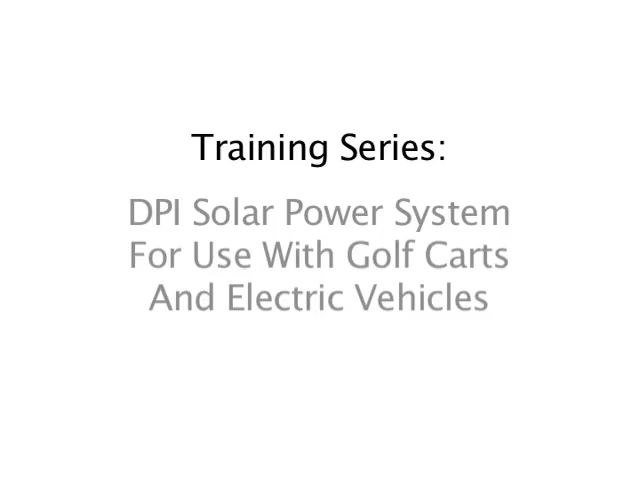 Training Series:
DPI Solar Power System
For Use With Golf Carts
And Electric Vehicles